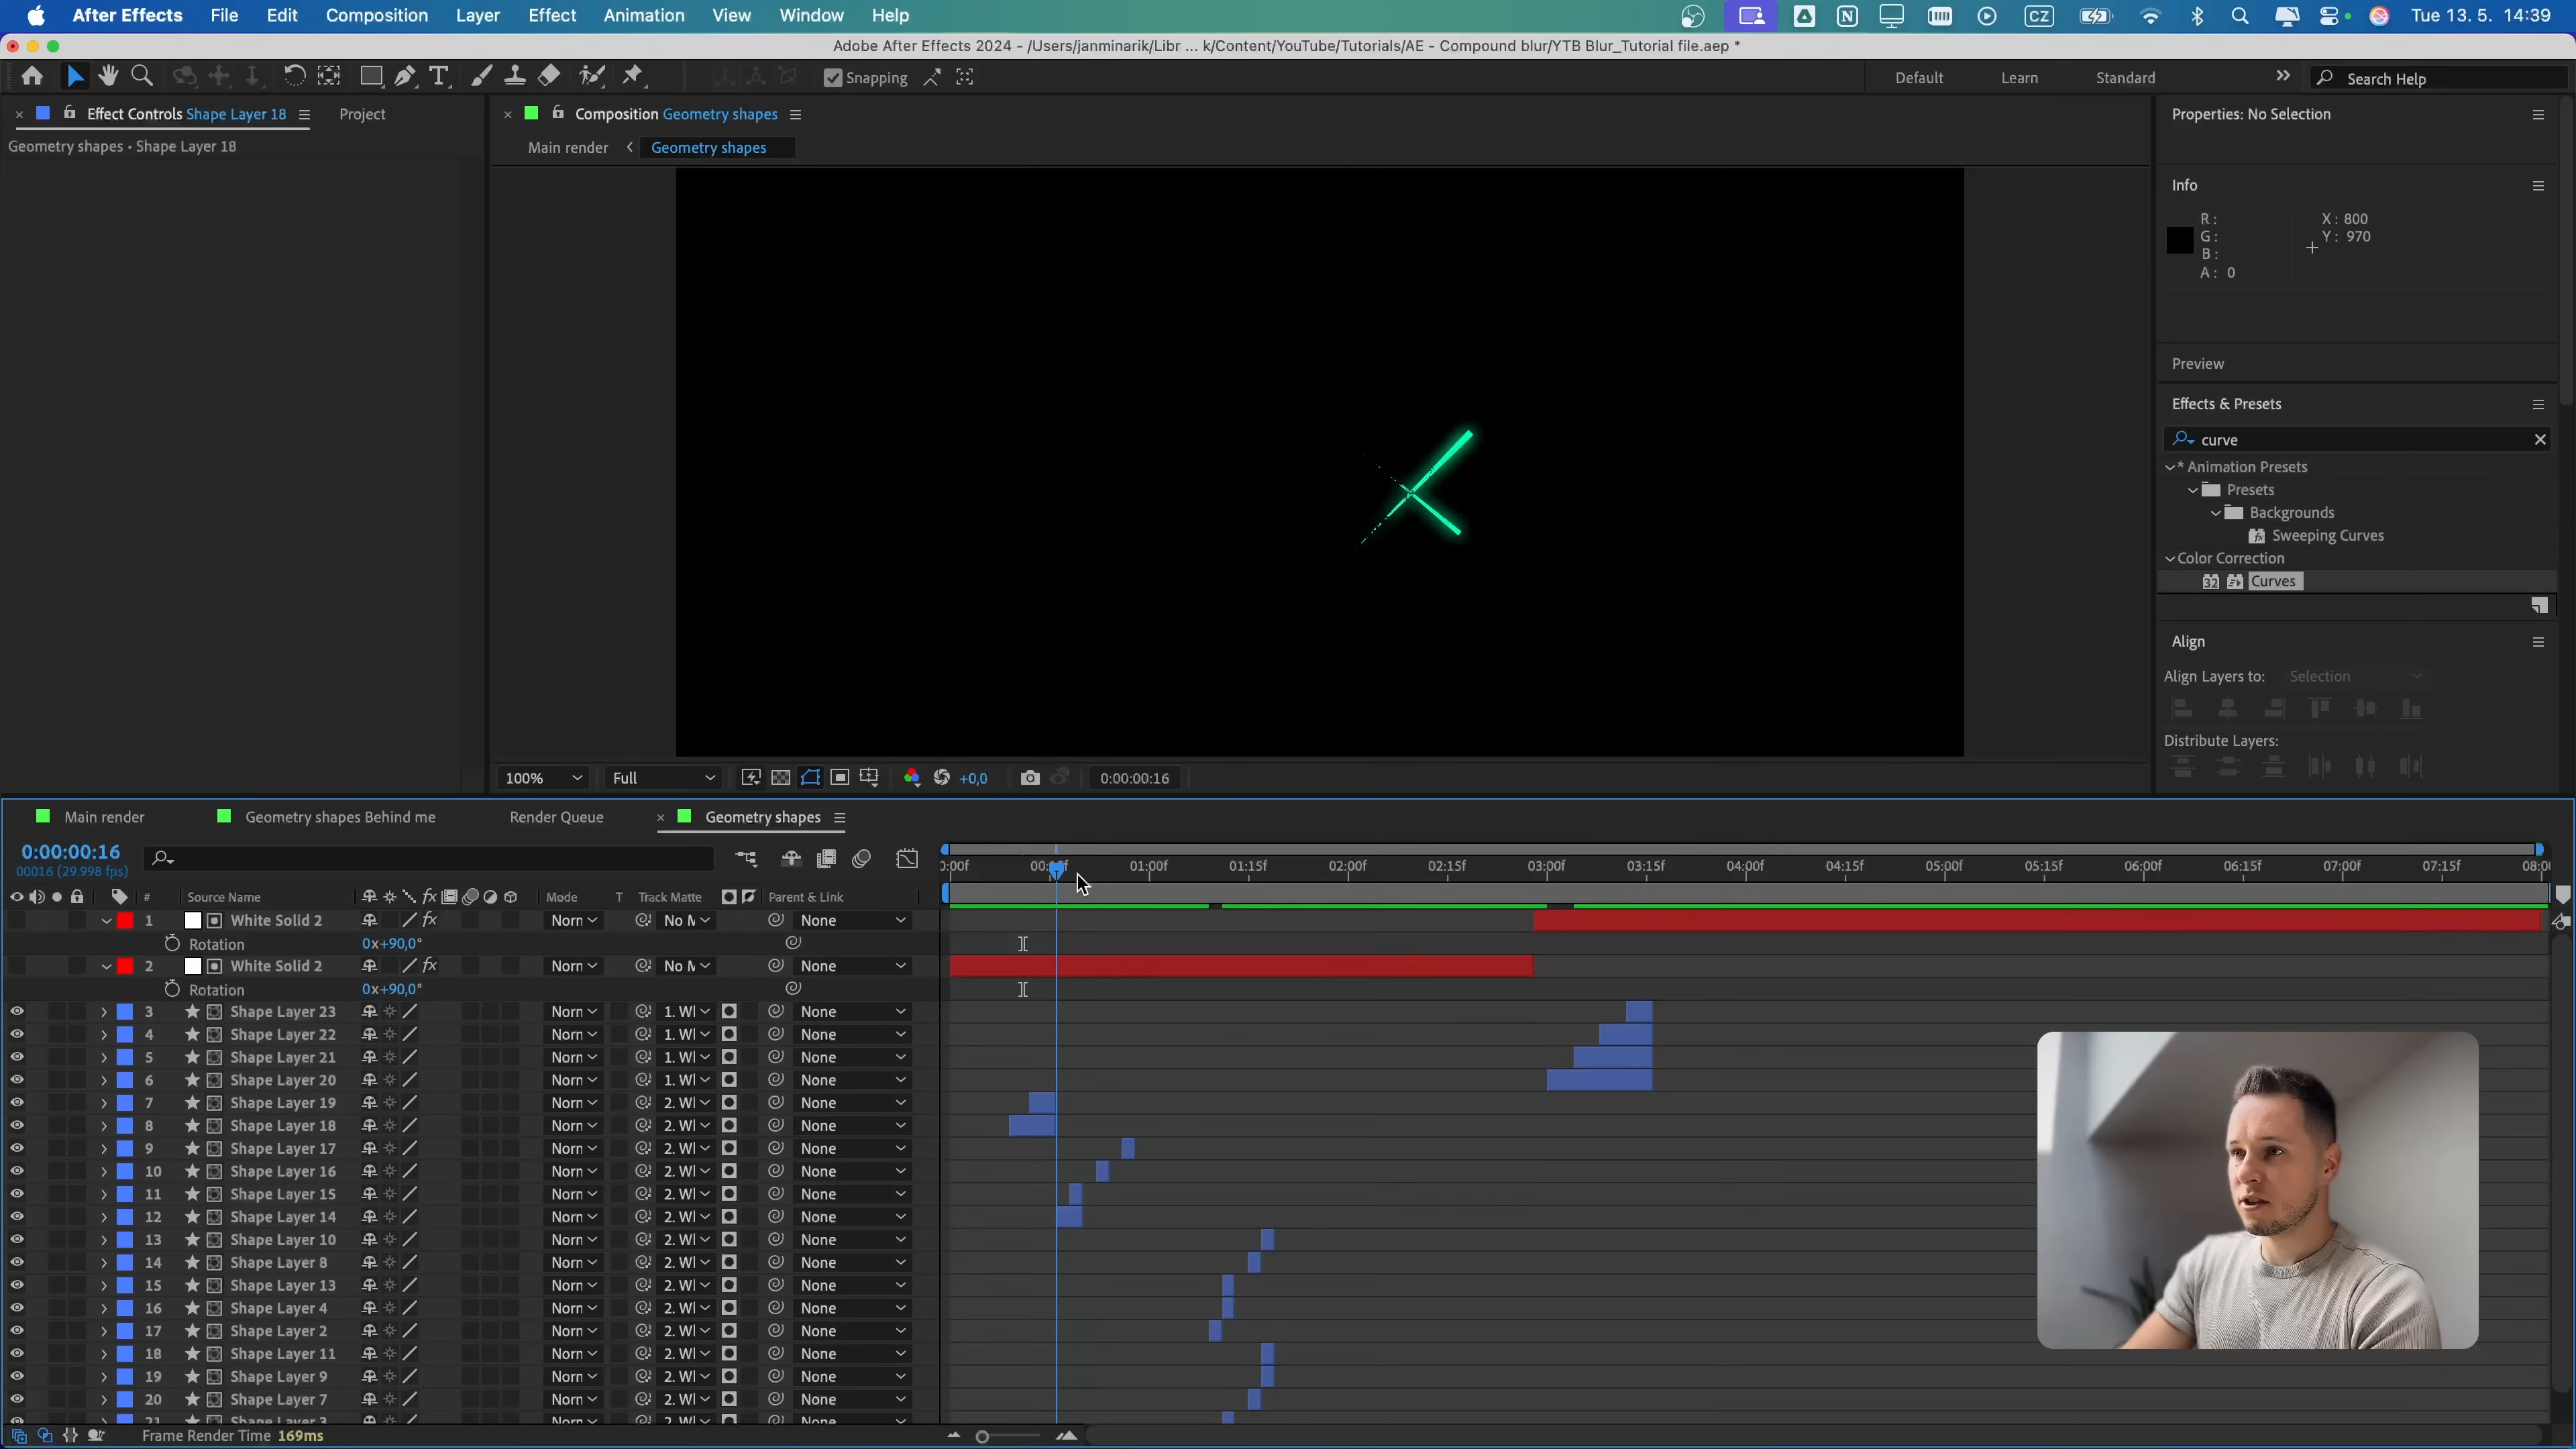 After Effects File Edit Composition Layer Effect Animation View Window Help CZ Tue 13. 5. 14:39
Adobe After Effects 2024 - /Users/janminarik/Libr ... k/Content/YouTube/Tutorials/AE - Compound blur/YTB Blur_Tutorial file.aep *
Snapping Default Learn Standard Search Help
Effect Controls Shape Layer 18 Project
Geometry shapes • Shape Layer 18
Composition Geometry shapes
Main render Geometry shapes
Properties: No Selection
Info
R :
G :
B :
A : 0
X : 800
Y : 970
Preview
Effects & Presets
curve
* Animation Presets
Presets
Backgrounds
Sweeping Curves
Color Correction
32 Curves
Align
Align Layers to: Selection
Distribute Layers:
100% Full +0,0 0:00:00:16
Main render Geometry shapes Behind me Render Queue Geometry shapes
0:00:00:16
00016 (29.998 fps)
01:00f 01:15f 02:00f 02:15f 03:00f 03:15f 04:00f 04:15f 05:00f 05:15f 06:00f 06:15f 07:00f 07:15f
# Source Name fx Mode T Track Matte Parent & Link
1 White Solid 2 fx Norn No M None
Rotation 0x+90,0°
2 White Solid 2 fx Norn No M None
Rotation 0x+90,0°
3 Shape Layer 23 Norn 1. Wl None
4 Shape Layer 22 Norn 1. Wl None
5 Shape Layer 21 Norn 1. Wl None
6 Shape Layer 20 Norn 1. Wl None
7 Shape Layer 19 Norn 2. Wl None
8 Shape Layer 18 Norn 2. Wl None
9 Shape Layer 17 Norn 2. Wl None
10 Shape Layer 16 Norn 2. Wl None
11 Shape Layer 15 Norn 2. Wl None
12 Shape Layer 14 Norn 2. Wl None
13 Shape Layer 10 Norn 2. Wl None
14 Shape Layer 8 Norn 2. Wl None
15 Shape Layer 13 Norn 2. Wl None
16 Shape Layer 4 Norn 2. Wl None
17 Shape Layer 2 Norn 2. Wl None
18 Shape Layer 11 Norn 2. Wl None
19 Shape Layer 9 Norn 2. Wl None
20 Shape Layer 7 Norn 2. Wl None
21 Shape Layer 3
Frame Render Time 169ms